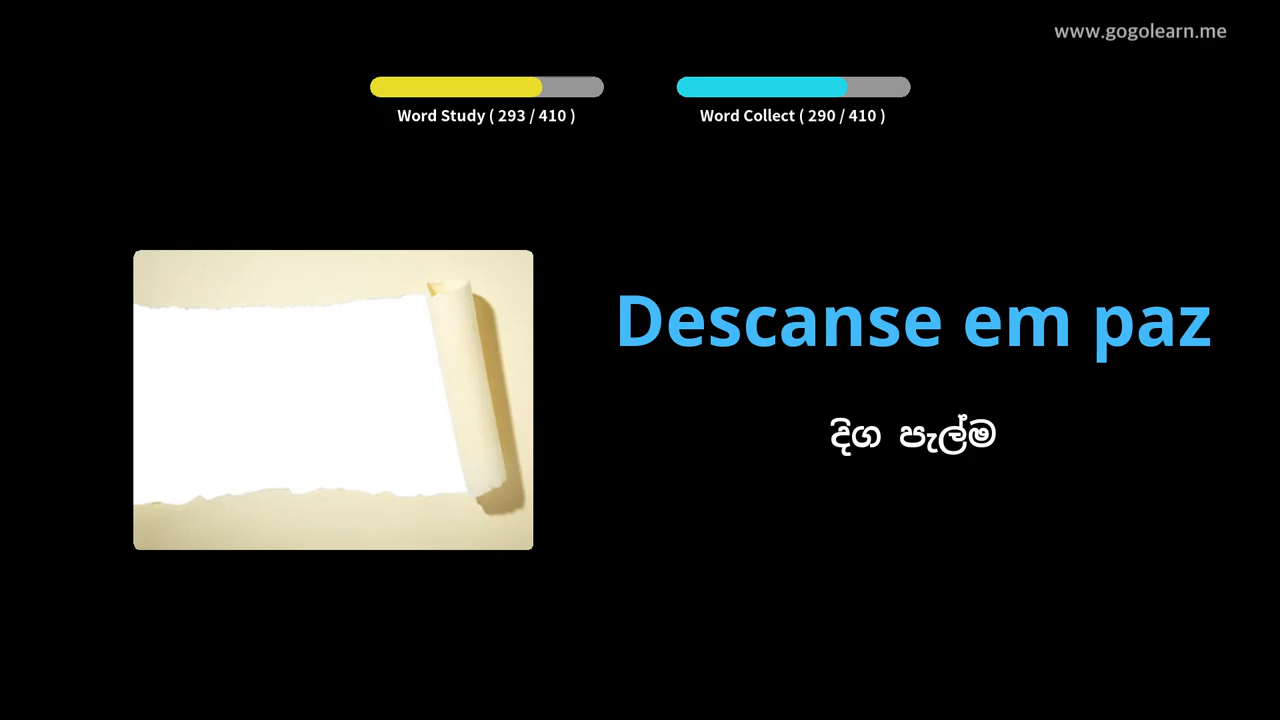 www.gogolearn.me
Word Study ( 293 / 410 )
Word Collect ( 290 / 410 )
Descanse em paz
දිග පැල්ම